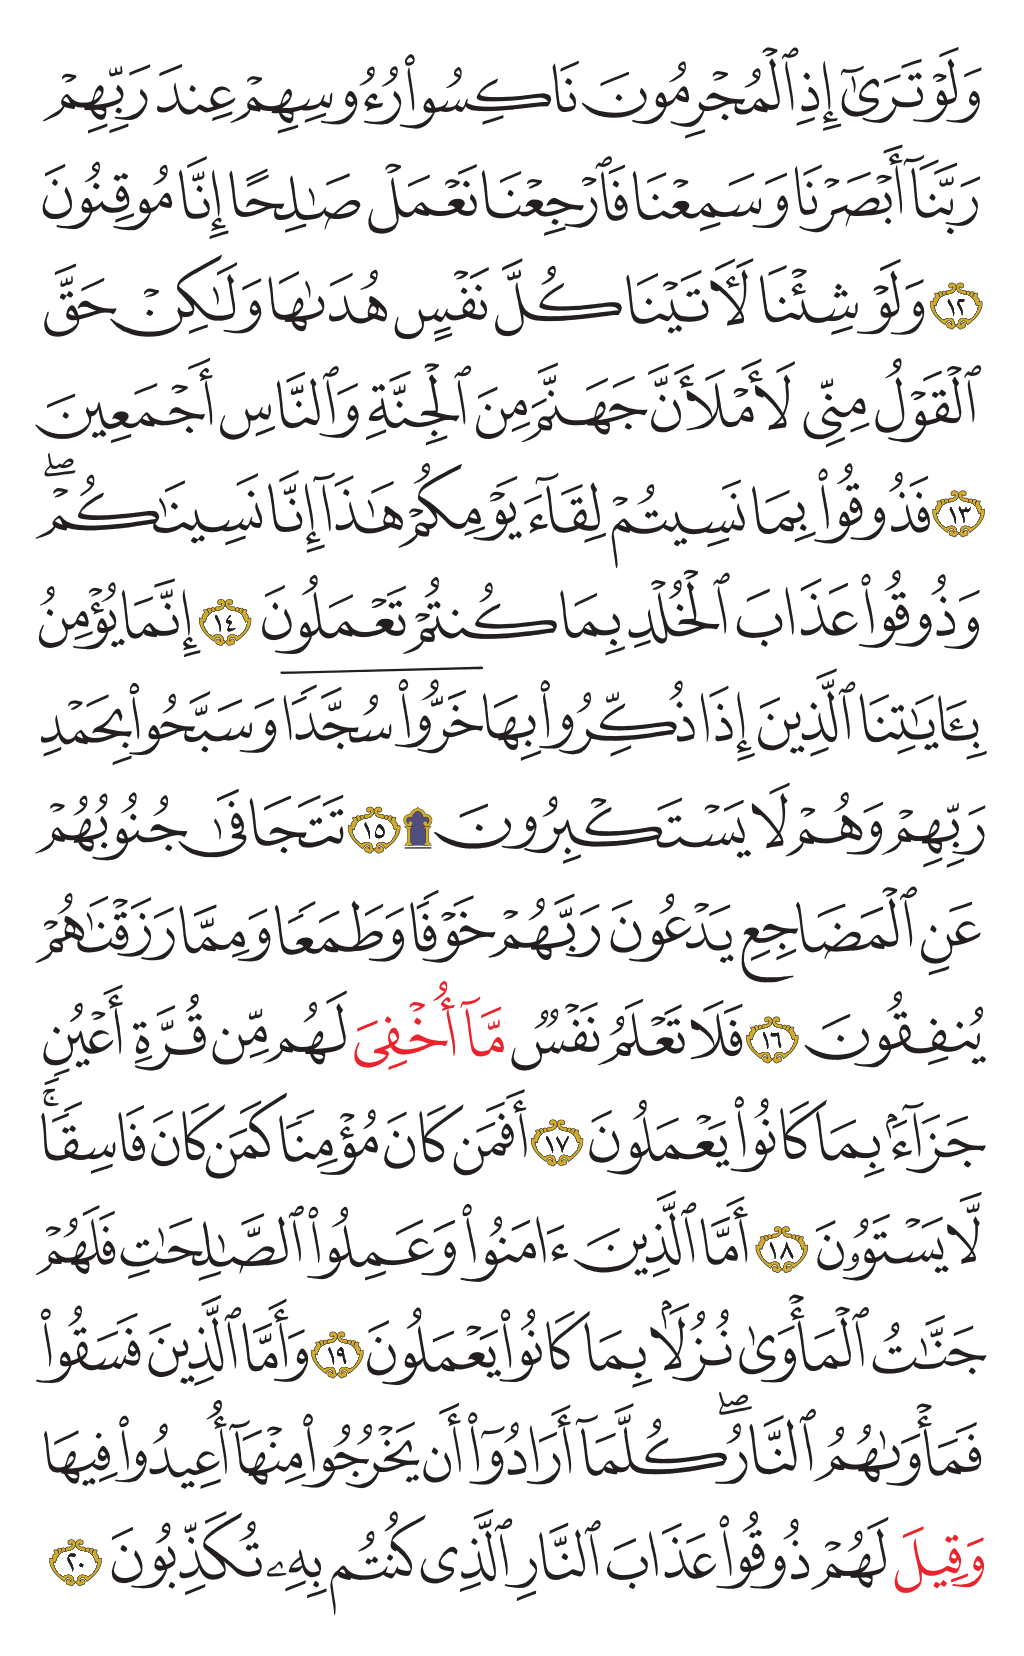 وَلَوْ تَرَىٰٓ إِذِ ٱلْمُجْرِمُونَ نَاكِسُوا۟ رُءُوسِهِمْ عِندَ رَبِّهِمْ
رَبَّنَآ أَبْصَرْنَا وَسَمِعْنَا فَٱرْجِعْنَا نَعْمَلْ صَـٰلِحًا إِنَّا مُوقِنُونَ
١٢ وَلَوْ شِئْنَا لَـَٔاتَيْنَا كُلَّ نَفْسٍ هُدَىٰهَا وَلَـٰكِنْ حَقَّ
ٱلْقَوْلُ مِنِّى لَأَمْلَأَنَّ جَهَنَّمَ مِنَ ٱلْجِنَّةِ وَٱلنَّاسِ أَجْمَعِينَ
١٣ فَذُوقُوا۟ بِمَا نَسِيتُمْ لِقَآءَ يَوْمِكُمْ هَـٰذَآ إِنَّا نَسِينَـٰكُمْ ۖ
وَذُوقُوا۟ عَذَابَ ٱلْخُلْدِ بِمَا كُنتُمْ تَعْمَلُونَ ١٤ إِنَّمَا يُؤْمِنُ
بِـَٔايَـٰتِنَا ٱلَّذِينَ إِذَا ذُكِّرُوا۟ بِهَا خَرُّوا۟ سُجَّدًا وَسَبَّحُوا۟ بِحَمْدِ
رَبِّهِمْ وَهُمْ لَا يَسْتَكْبِرُونَ ۩ ١٥ تَتَجَافَىٰ جُنُوبُهُمْ
عَنِ ٱلْمَضَاجِعِ يَدْعُونَ رَبَّهُمْ خَوْفًا وَطَمَعًا وَمِمَّا رَزَقْنَـٰهُمْ
يُنفِقُونَ ١٦ فَلَا تَعْلَمُ نَفْسٌ مَّآ أُخْفِىَ لَهُم مِّن قُرَّةِ أَعْيُنٍ
جَزَآءًۢ بِمَا كَانُوا۟ يَعْمَلُونَ ١٧ أَفَمَن كَانَ مُؤْمِنًا كَمَن كَانَ فَاسِقًا ۚ
لَّا يَسْتَوُۥنَ ١٨ أَمَّا ٱلَّذِينَ ءَامَنُوا۟ وَعَمِلُوا۟ ٱلصَّـٰلِحَـٰتِ فَلَهُمْ
جَنَّـٰتُ ٱلْمَأْوَىٰ نُزُلًۢا بِمَا كَانُوا۟ يَعْمَلُونَ ١٩ وَأَمَّا ٱلَّذِينَ فَسَقُوا۟
فَمَأْوَىٰهُمُ ٱلنَّارُ ۖ كُلَّمَآ أَرَادُوٓا۟ أَن يَخْرُجُوا۟ مِنْهَآ أُعِيدُوا۟ فِيهَا
وَقِيلَ لَهُمْ ذُوقُوا۟ عَذَابَ ٱلنَّارِ ٱلَّذِى كُنتُم بِهِۦ تُكَذِّبُونَ ٢٠